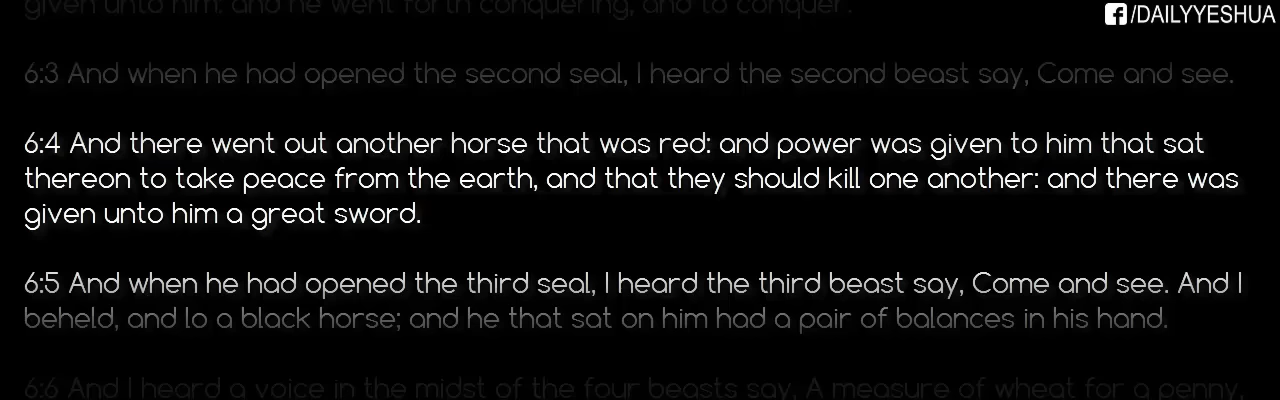 given unto him: and he went forth conquering, and to conquer.
/DAILYYESHUA
6:3 And when he had opened the second seal, I heard the second beast say, Come and see.
6:4 And there went out another horse that was red: and power was given to him that sat
thereon to take peace from the earth, and that they should kill one another: and there was
given unto him a great sword.
6:5 And when he had opened the third seal, I heard the third beast say, Come and see. And I
beheld, and lo a black horse; and he that sat on him had a pair of balances in his hand.
6:6 And I heard a voice in the midst of the four beasts say, A measure of wheat for a penny,